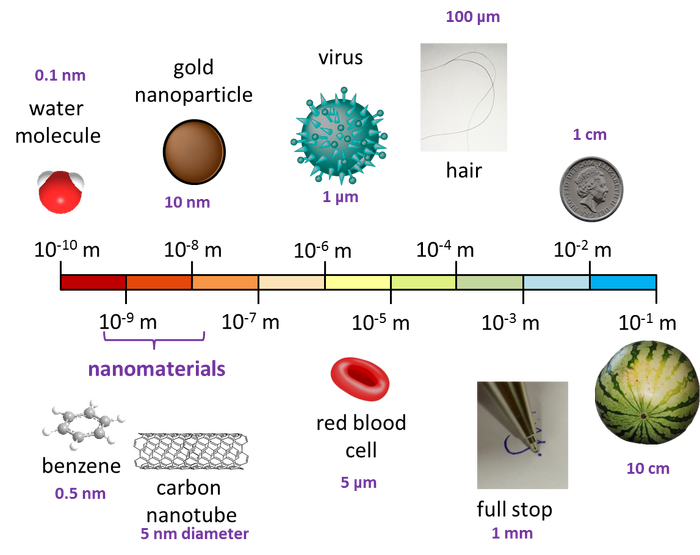 100 µm
0.1 nm
water
molecule
gold
nanoparticle
10 nm
virus
1 µm
hair
1 cm
10⁻¹⁰ m
10⁻⁸ m
10⁻⁶ m
10⁻⁴ m
10⁻² m
10⁻⁹ m
10⁻⁷ m
10⁻⁵ m
10⁻³ m
10⁻¹ m
nanomaterials
benzene
0.5 nm
carbon
nanotube
5 nm diameter
red blood
cell
5 µm
full stop
1 mm
10 cm